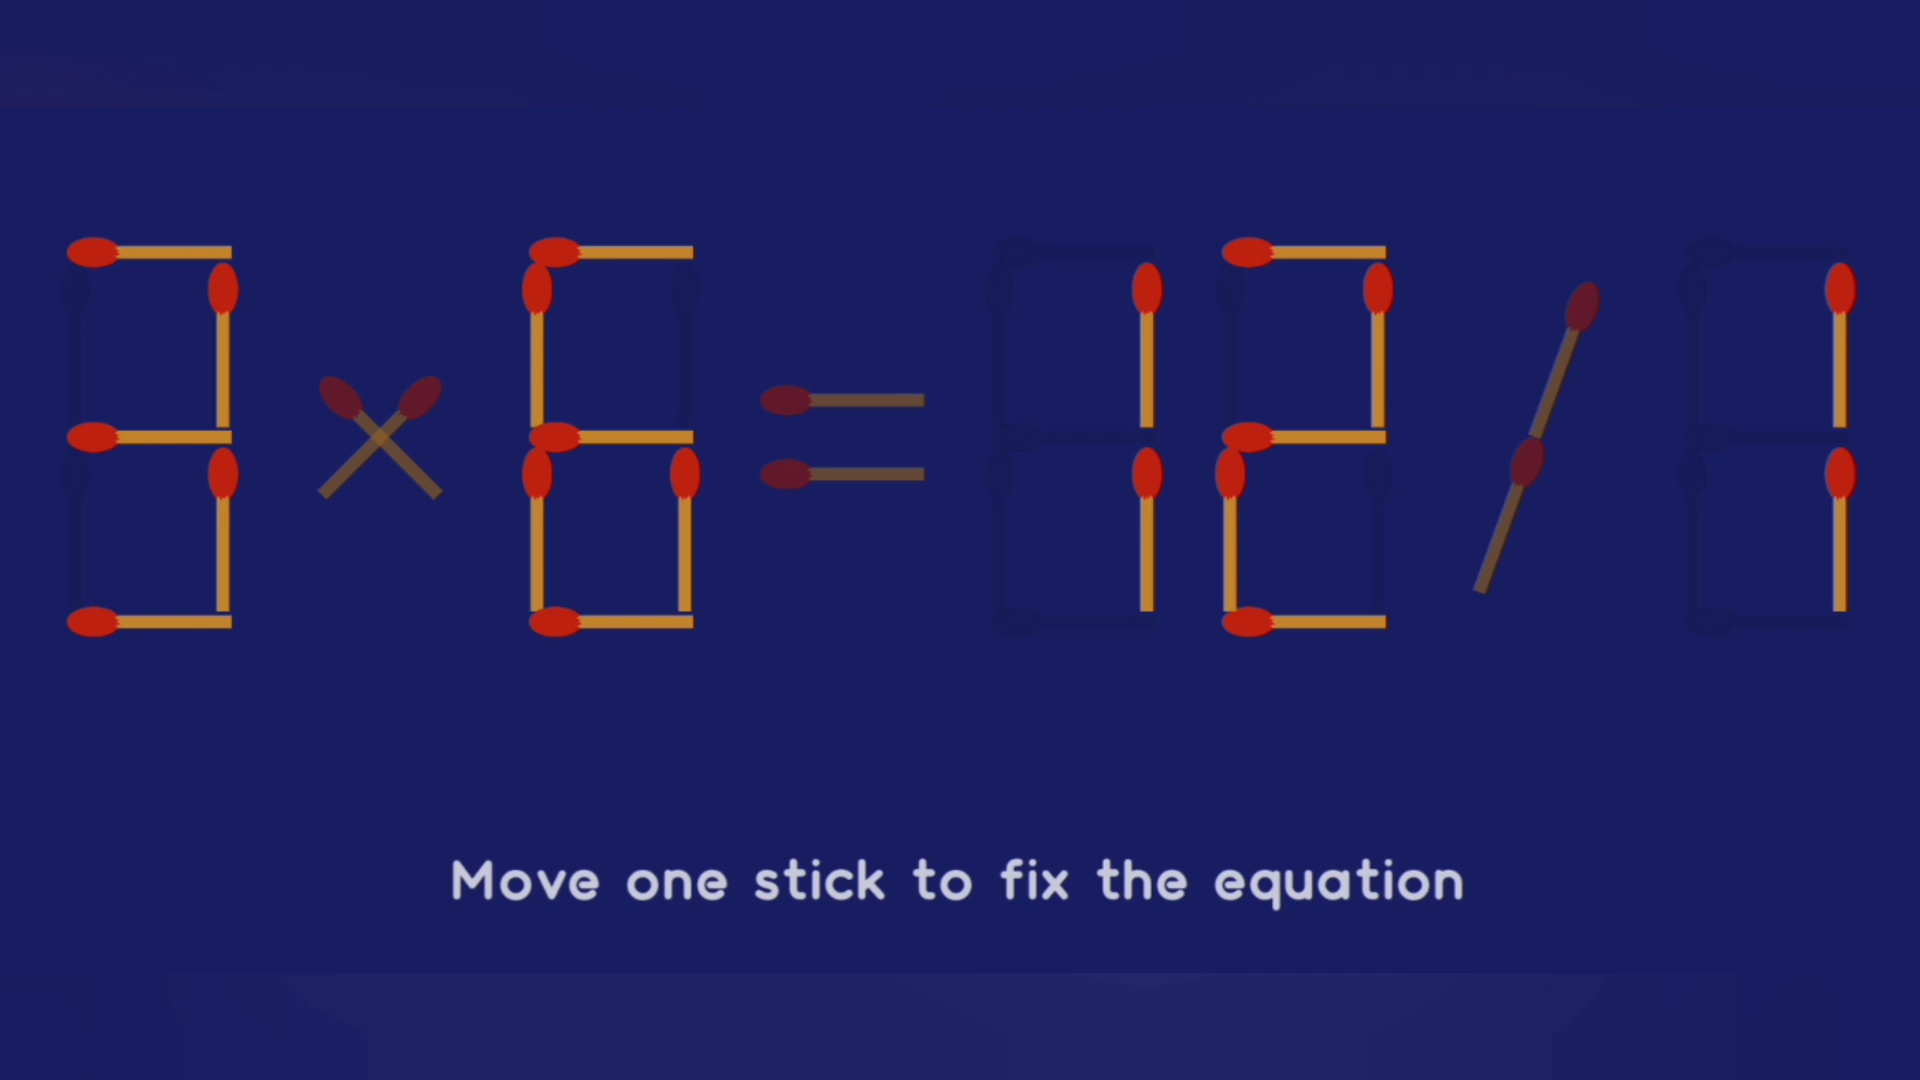 3 × 6 = 12 / 1
Move one stick to fix the equation